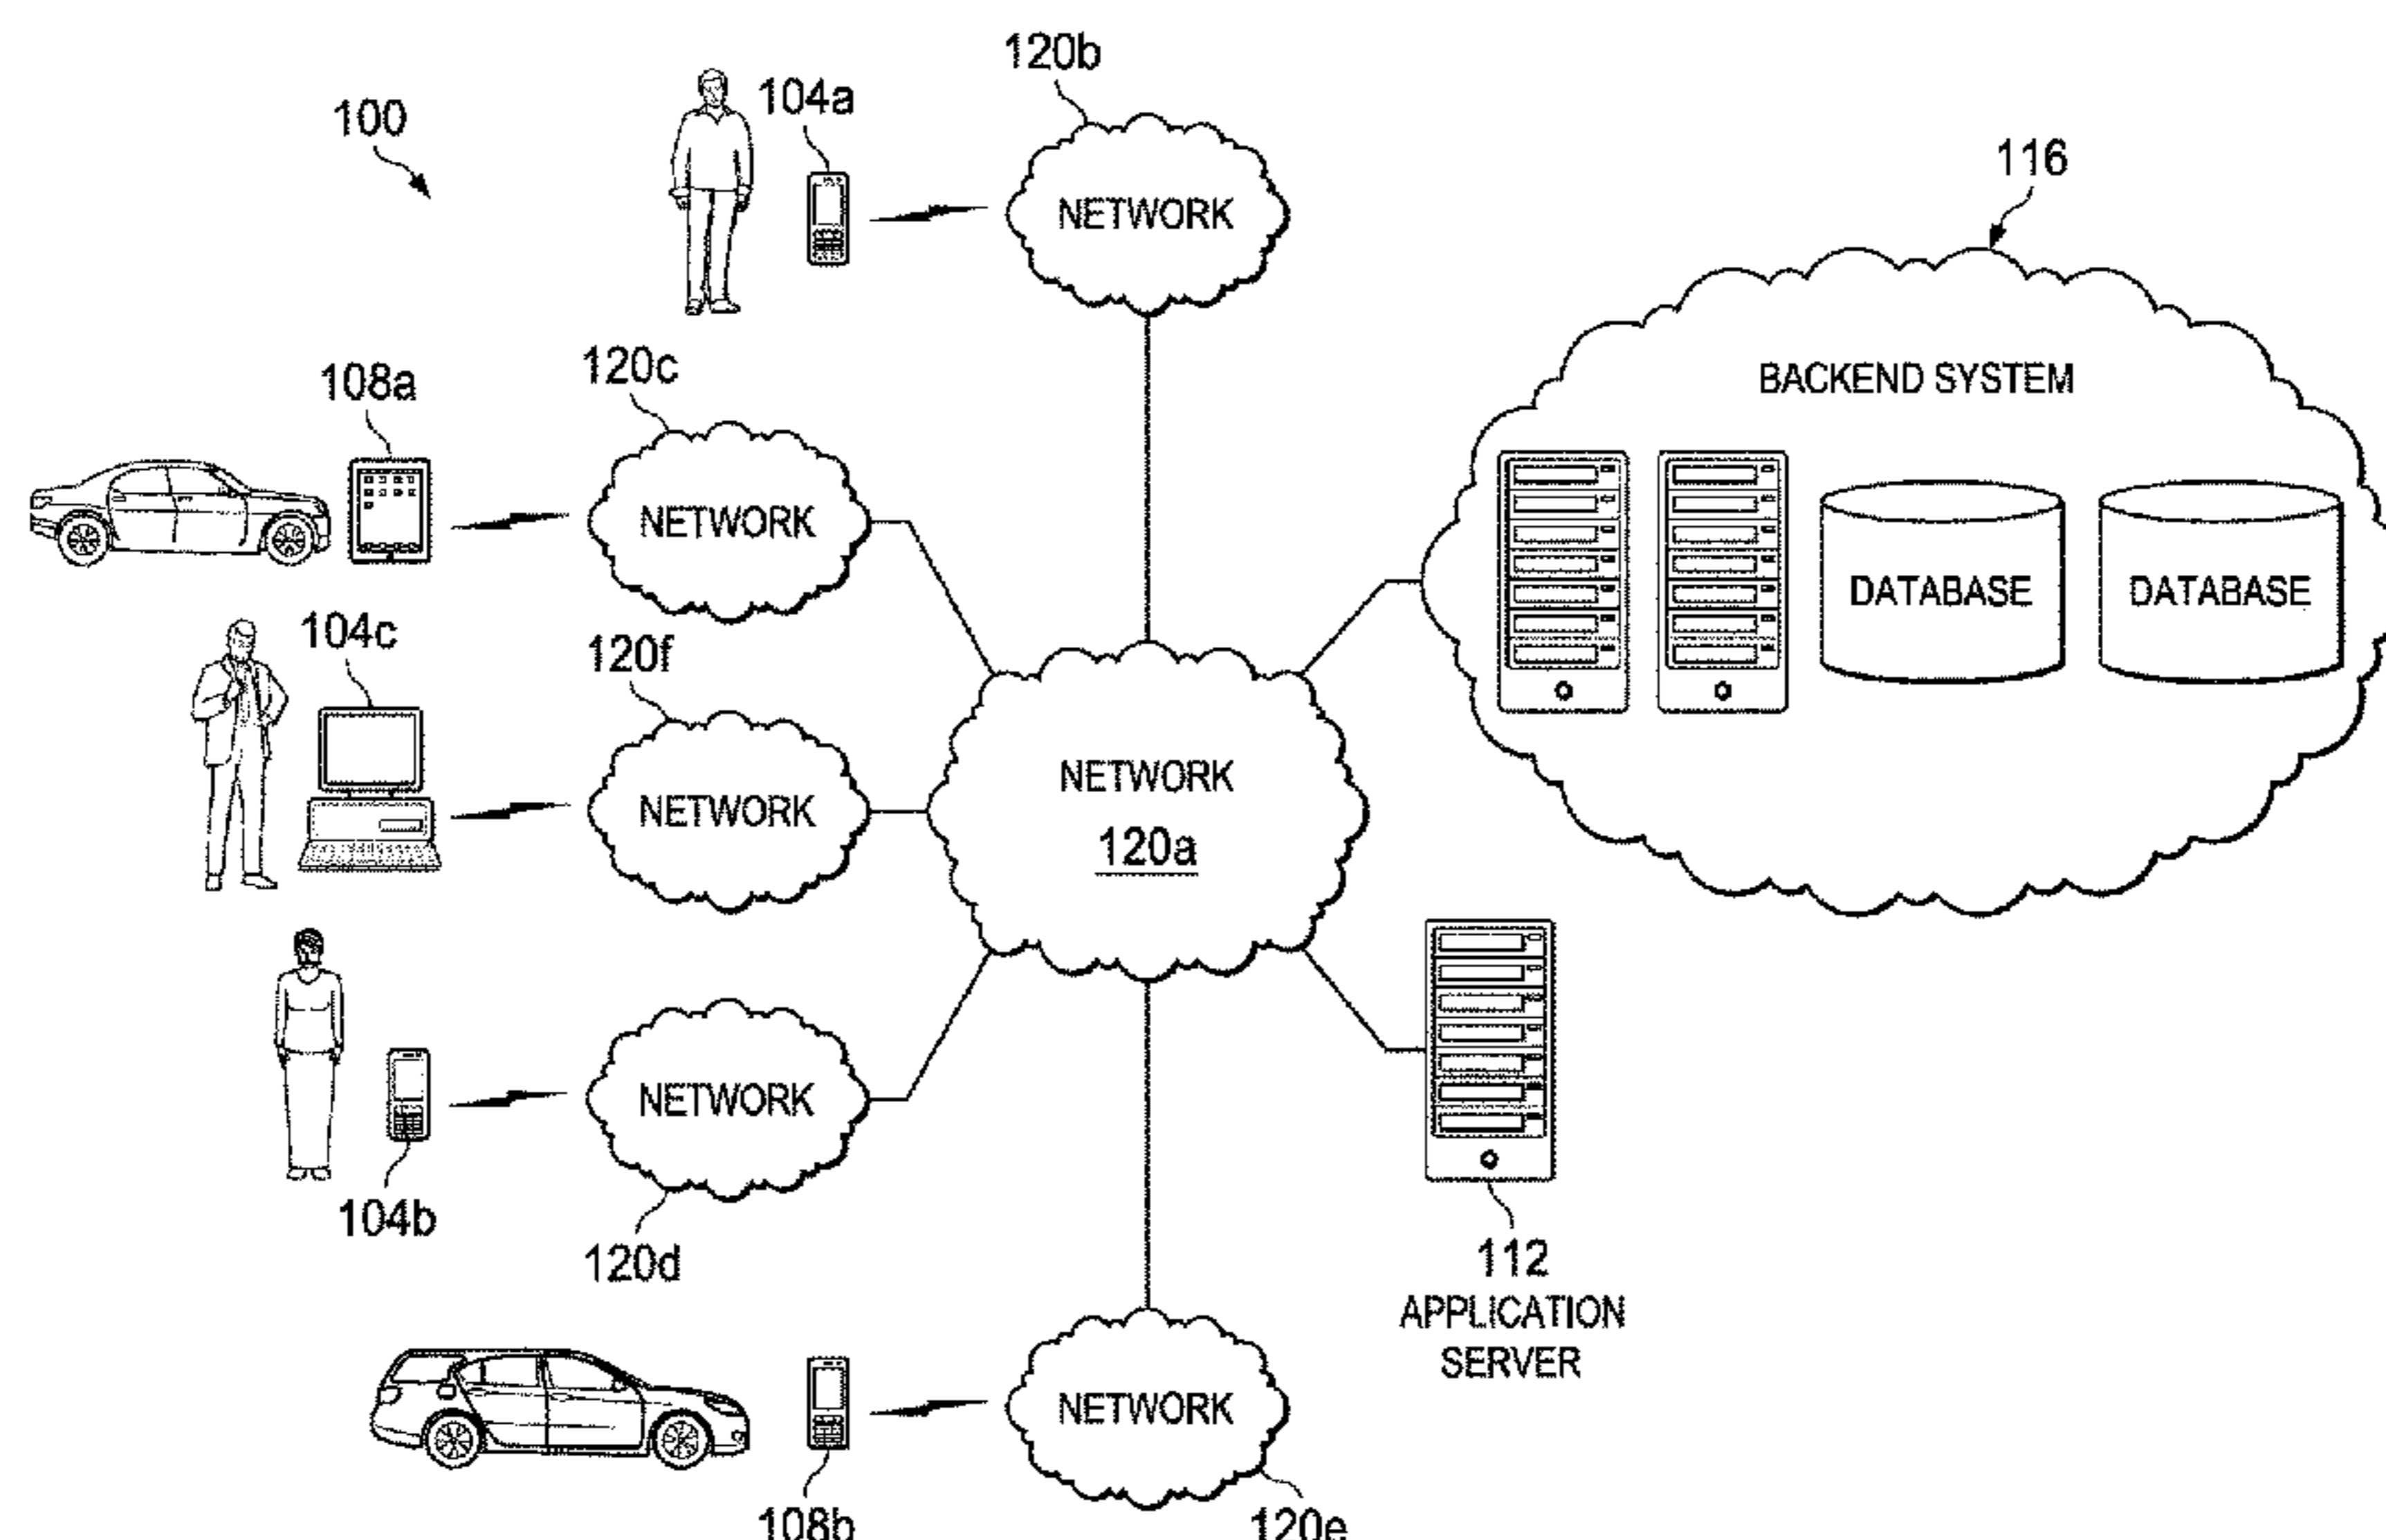 120b
104a
100
116
NETWORK
120c
108a
BACKEND SYSTEM
NETWORK
DATABASE
DATABASE
104c
120f
NETWORK
120a
NETWORK
NETWORK
104b
120d
112
APPLICATION
SERVER
NETWORK
108b
120e